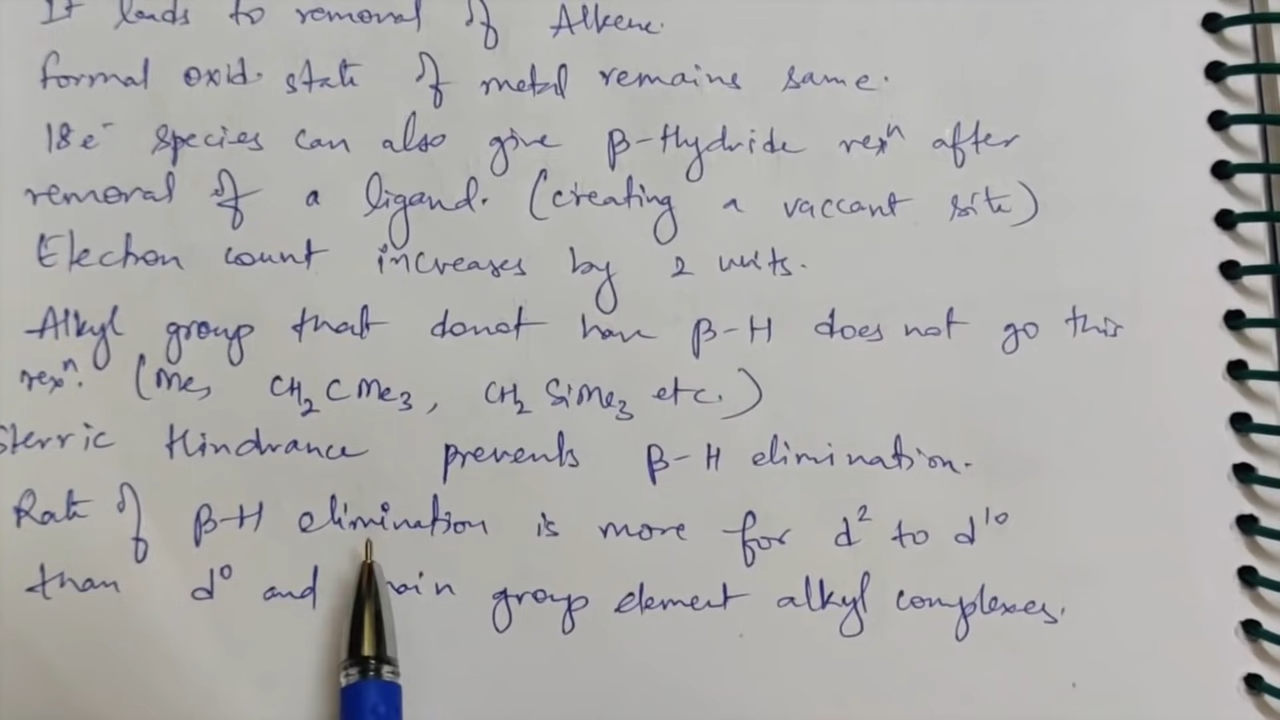 It leads to removal of Alkene.
formal oxid. state of metal remains same.
18e⁻ species can also give β-Hydride rexⁿ after
removal of a ligand. (creating a vaccant site)
Electron count increases by 2 units.
Alkyl group that donot have β-H does not go this
rexⁿ. (Me, CH₂CMe₃, CH₂SiMe₃ etc.)
Sterric Hindrance prevents β-H elimination.
Rate of β-H elimination is more for d² to d¹⁰
than d⁰ and main group element alkyl complexes.